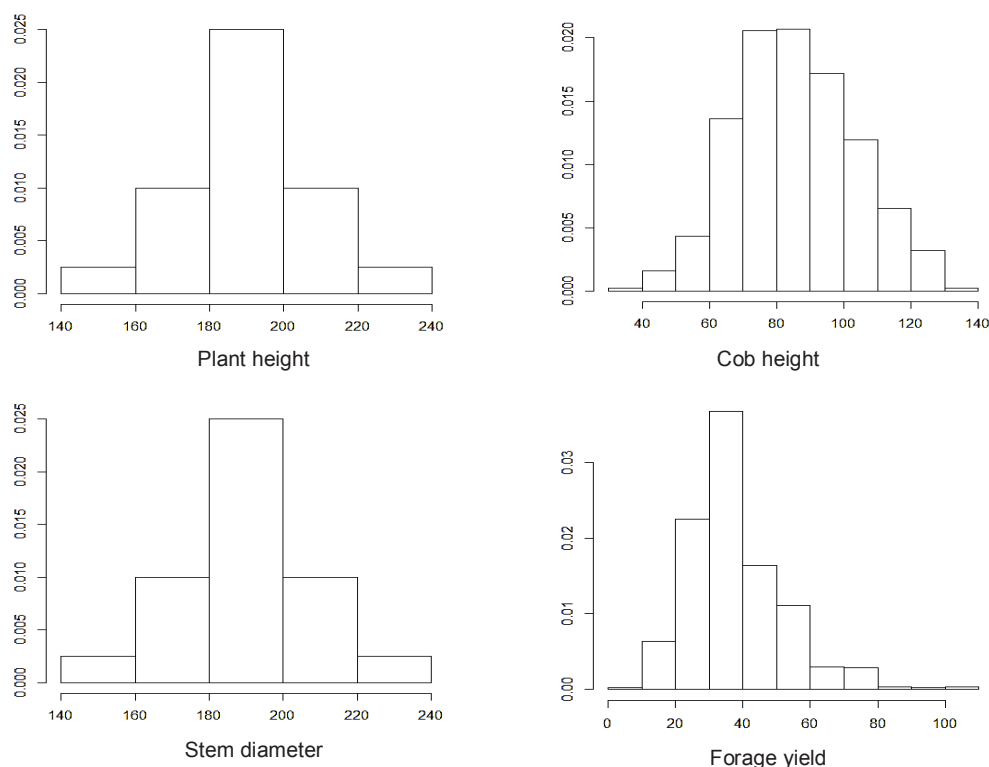 0.000 0.005 0.010 0.015 0.020 0.025
140 160 180 200 220 240
Plant height
0.000 0.005 0.010 0.015 0.020
40 60 80 100 120 140
Cob height
0.000 0.005 0.010 0.015 0.020 0.025
140 160 180 200 220 240
Stem diameter
0.00 0.01 0.02 0.03
0 20 40 60 80 100
Forage yield